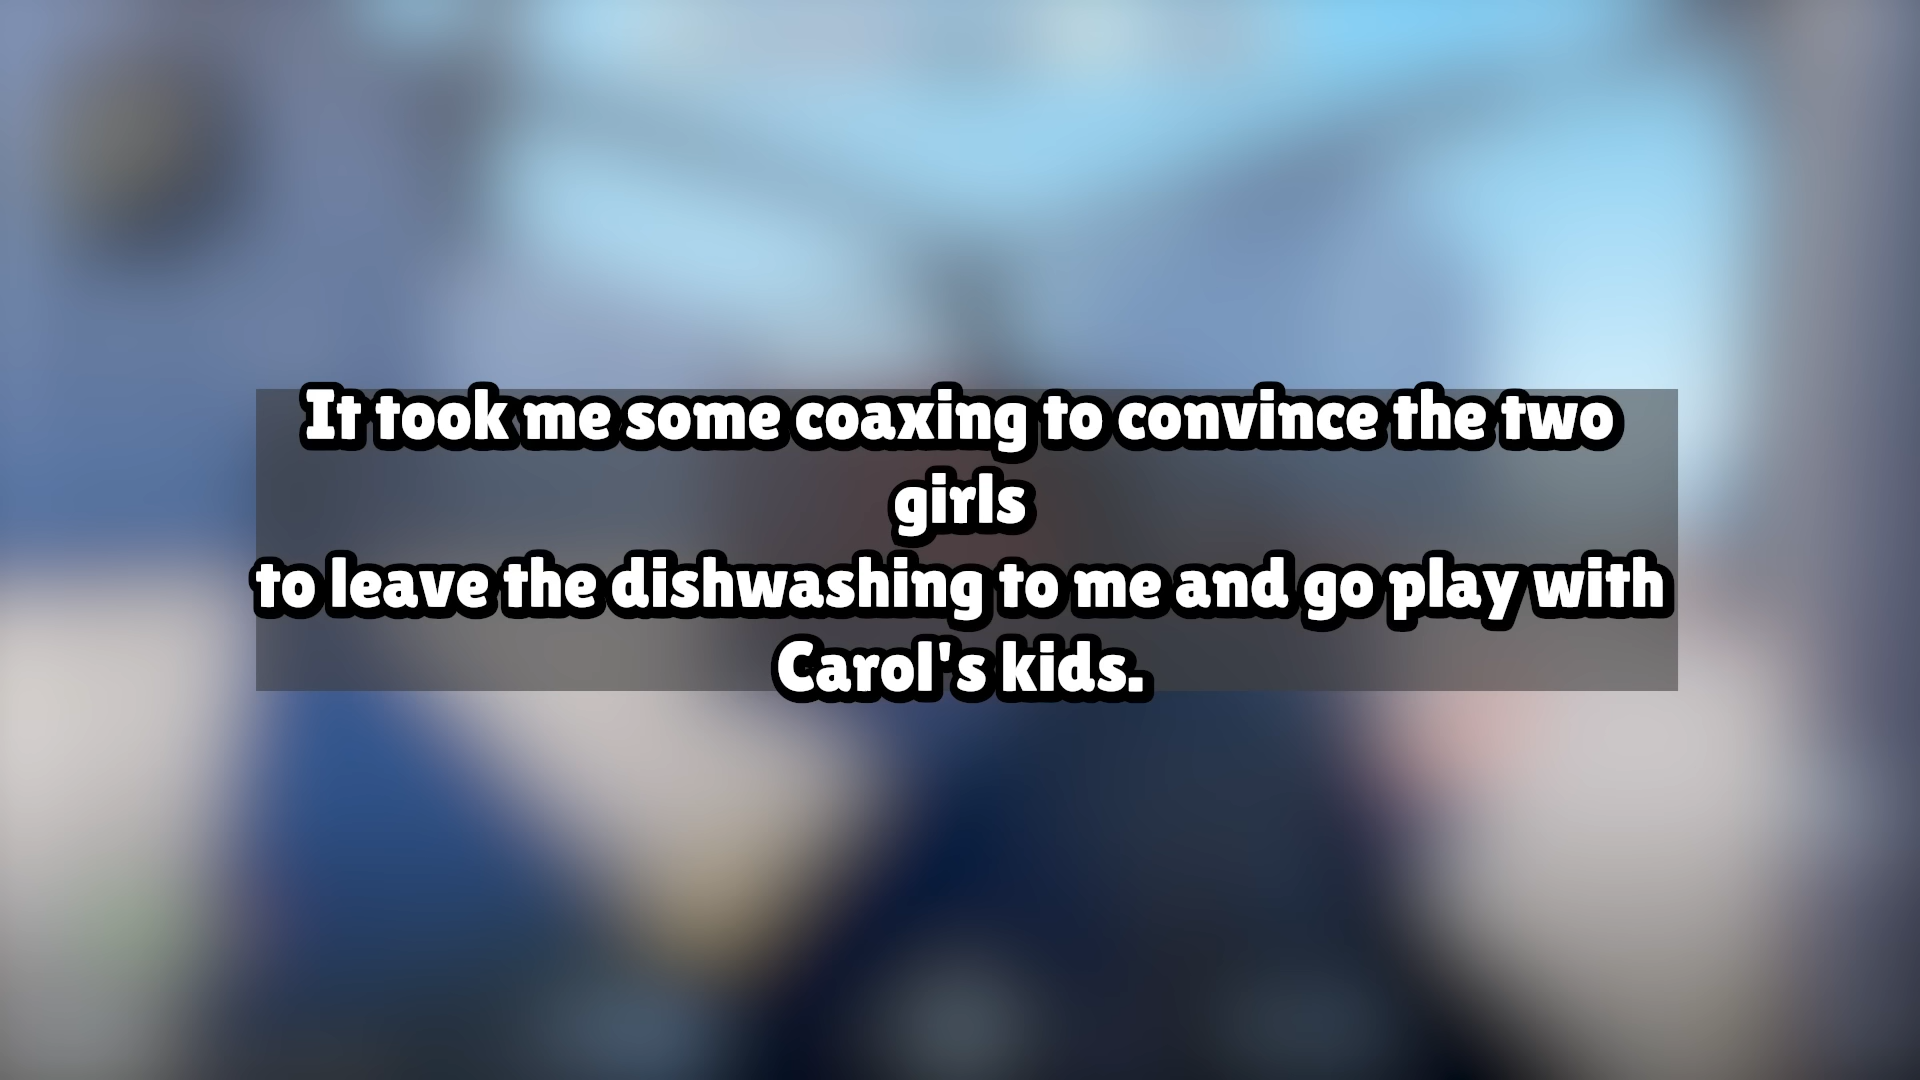 It took me some coaxing to convince the two
girls
to leave the dishwashing to me and go play with
Carol's kids.